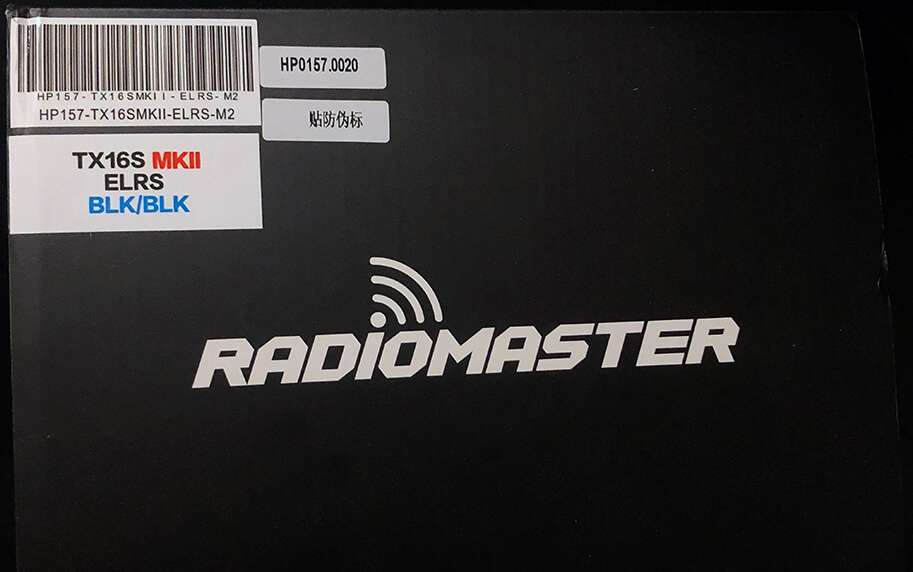 HP157-TX16SMKII-ELRS-M2
HP157-TX16SMKII-ELRS-M2
HP0157.0020
贴防伪标
TX16S MKII
ELRS
BLK/BLK
RADIOMASTER